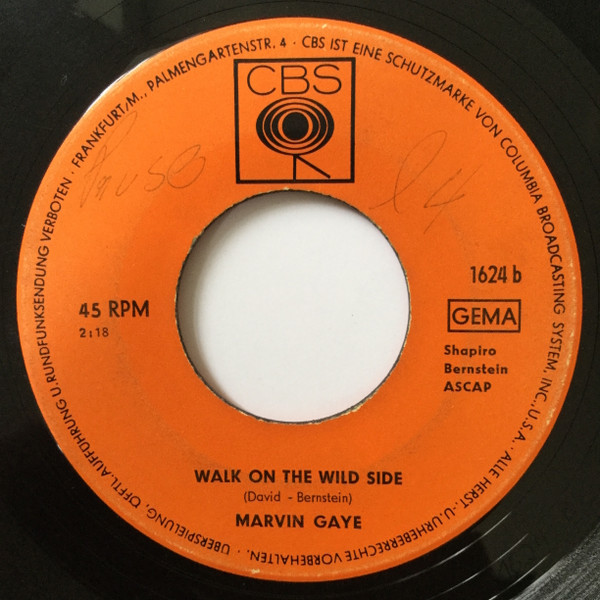 · FRANKFURT/M., PALMENGARTENSTR. 4 · CBS IST EINE SCHUTZMARKE VON COLUMBIA BROADCASTING SYSTEM, INC., U.S.A. · ALLE HERST.-U. URHEBERRECHTE VORBEHALTEN. · ÜBERSPIELUNG, ÖFFTL. AUFFÜHRUNG U. RUNDFUNKSENDUNG VERBOTEN
CBS
1624 b
45 RPM
2:18
GEMA
Shapiro
Bernstein
ASCAP
WALK ON THE WILD SIDE
(David - Bernstein)
MARVIN GAYE